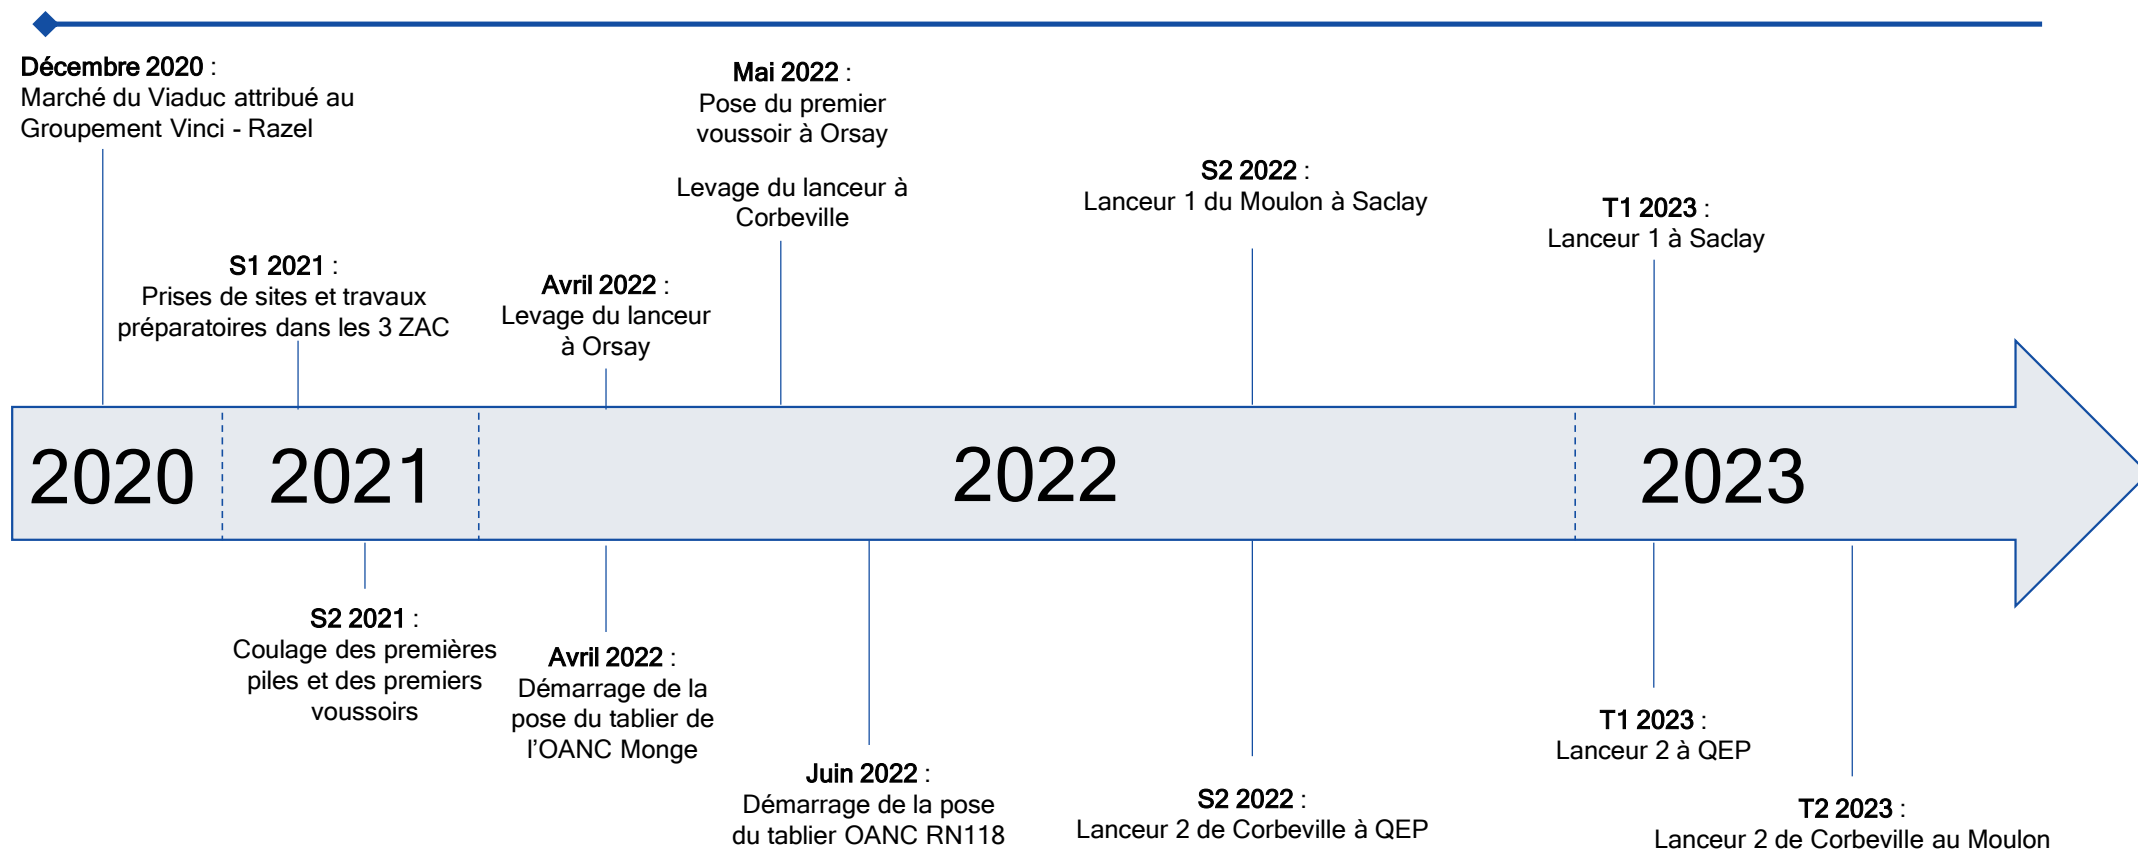 Décembre 2020 :
Marché du Viaduc attribué au
Groupement Vinci - Razel
S1 2021 :
Prises de sites et travaux
préparatoires dans les 3 ZAC
Avril 2022 :
Levage du lanceur
à Orsay
Mai 2022 :
Pose du premier
voussoir à Orsay
Levage du lanceur à
Corbeville
S2 2022 :
Lanceur 1 du Moulon à Saclay
T1 2023 :
Lanceur 1 à Saclay
2020
2021
2022
2023
S2 2021 :
Coulage des premières
piles et des premiers
voussoirs
Avril 2022 :
Démarrage de la
pose du tablier de
l'OANC Monge
Juin 2022 :
Démarrage de la pose
du tablier OANC RN118
S2 2022 :
Lanceur 2 de Corbeville à QEP
T1 2023 :
Lanceur 2 à QEP
T2 2023 :
Lanceur 2 de Corbeville au Moulon